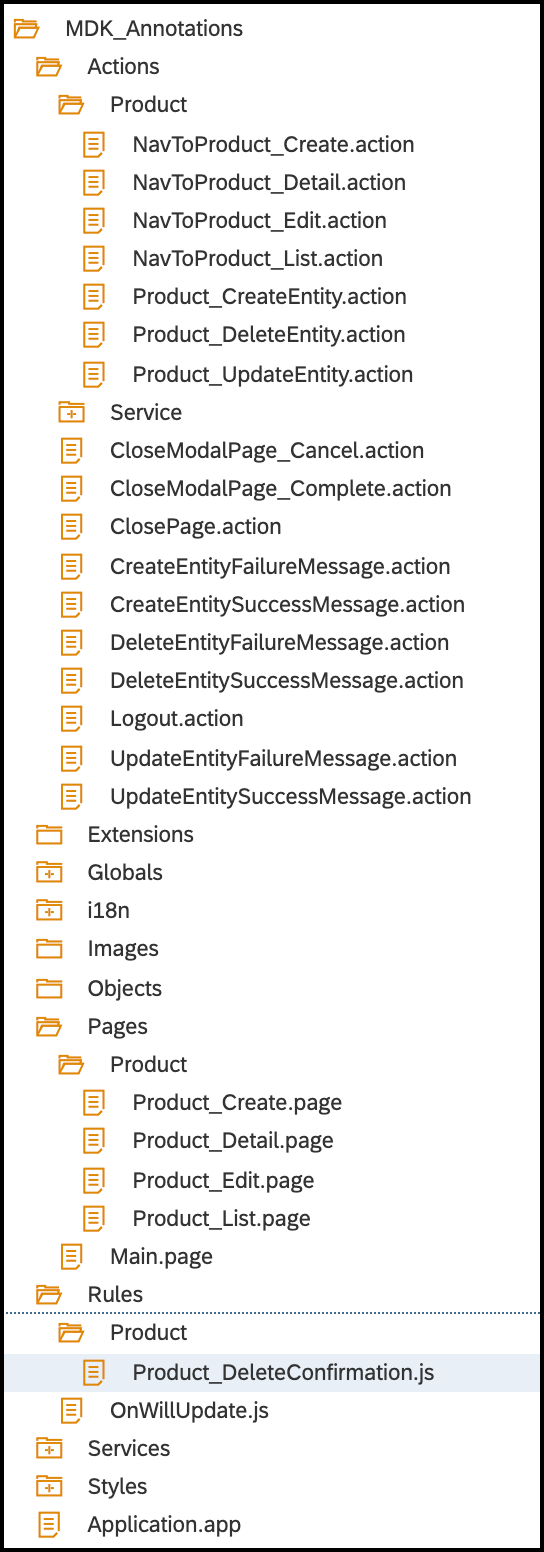 MDK_Annotations
Actions
Product
NavToProduct_Create.action
NavToProduct_Detail.action
NavToProduct_Edit.action
NavToProduct_List.action
Product_CreateEntity.action
Product_DeleteEntity.action
Product_UpdateEntity.action
Service
CloseModalPage_Cancel.action
CloseModalPage_Complete.action
ClosePage.action
CreateEntityFailureMessage.action
CreateEntitySuccessMessage.action
DeleteEntityFailureMessage.action
DeleteEntitySuccessMessage.action
Logout.action
UpdateEntityFailureMessage.action
UpdateEntitySuccessMessage.action
Extensions
Globals
i18n
Images
Objects
Pages
Product
Product_Create.page
Product_Detail.page
Product_Edit.page
Product_List.page
Main.page
Rules
Product
Product_DeleteConfirmation.js
OnWillUpdate.js
Services
Styles
Application.app